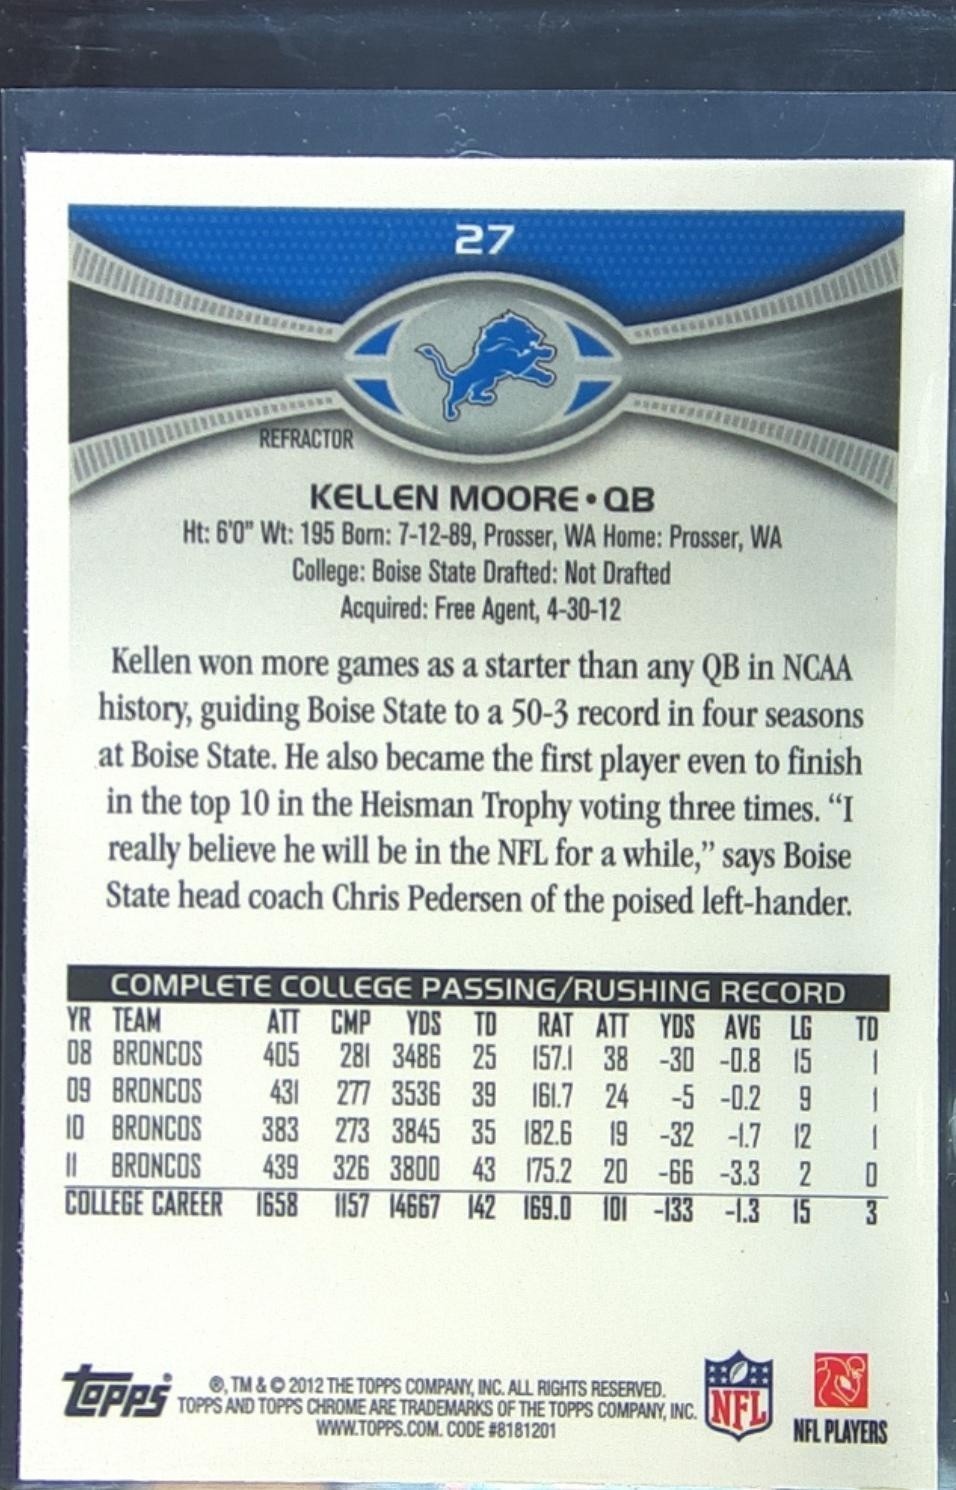 27
REFRACTOR
KELLEN MOORE • QB
Ht: 6'0" Wt: 195 Born: 7-12-89, Prosser, WA Home: Prosser, WA
College: Boise State Drafted: Not Drafted
Acquired: Free Agent, 4-30-12
Kellen won more games as a starter than any QB in NCAA
history, guiding Boise State to a 50-3 record in four seasons
at Boise State. He also became the first player even to finish
in the top 10 in the Heisman Trophy voting three times. “I
really believe he will be in the NFL for a while,” says Boise
State head coach Chris Pedersen of the poised left-hander.
COMPLETE COLLEGE PASSING/RUSHING RECORD
YR TEAM ATT CMP YDS TD RAT ATT YDS AVG LG TD
08 BRONCOS 405 281 3486 25 157.1 38 -30 -0.8 15 1
09 BRONCOS 431 277 3536 39 161.7 24 -5 -0.2 9 1
10 BRONCOS 383 273 3845 35 182.6 19 -32 -1.7 12 1
11 BRONCOS 439 326 3800 43 175.2 20 -66 -3.3 2 0
COLLEGE CAREER 1658 1157 14667 142 169.0 101 -133 -1.3 15 3
Topps
®, TM & © 2012 THE TOPPS COMPANY, INC. ALL RIGHTS RESERVED.
TOPPS AND TOPPS CHROME ARE TRADEMARKS OF THE TOPPS COMPANY, INC.
WWW.TOPPS.COM. CODE #8181201
NFL
NFL PLAYERS